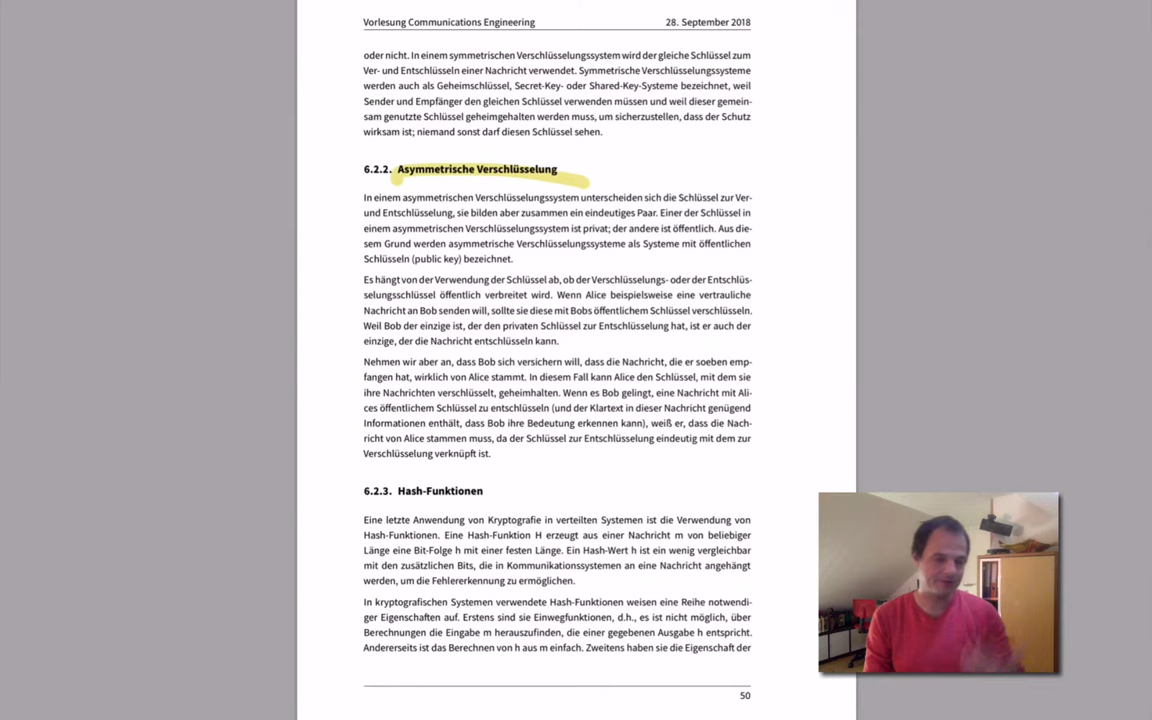 Vorlesung Communications Engineering 28. September 2018
oder nicht. In einem symmetrischen Verschlüsselungssystem wird der gleiche Schlüssel zum
Ver- und Entschlüsseln einer Nachricht verwendet. Symmetrische Verschlüsselungssysteme
werden auch als Geheimschlüssel, Secret-Key- oder Shared-Key-Systeme bezeichnet, weil
Sender und Empfänger den gleichen Schlüssel verwenden müssen und weil dieser gemein-
sam genutzte Schlüssel geheimgehalten werden muss, um sicherzustellen, dass der Schutz
wirksam ist; niemand sonst darf diesen Schlüssel sehen.
6.2.2. Asymmetrische Verschlüsselung
In einem asymmetrischen Verschlüsselungssystem unterscheiden sich die Schlüssel zur Ver-
und Entschlüsselung, sie bilden aber zusammen ein eindeutiges Paar. Einer der Schlüssel in
einem asymmetrischen Verschlüsselungssystem ist privat; der andere ist öffentlich. Aus die-
sem Grund werden asymmetrische Verschlüsselungssysteme als Systeme mit öffentlichen
Schlüsseln (public key) bezeichnet.
Es hängt von der Verwendung der Schlüssel ab, ob der Verschlüsselungs- oder der Entschlüs-
selungsschlüssel öffentlich verbreitet wird. Wenn Alice beispielsweise eine vertrauliche
Nachricht an Bob senden will, sollte sie diese mit Bobs öffentlichem Schlüssel verschlüsseln.
Weil Bob der einzige ist, der den privaten Schlüssel zur Entschlüsselung hat, ist er auch der
einzige, der die Nachricht entschlüsseln kann.
Nehmen wir aber an, dass Bob sich versichern will, dass die Nachricht, die er soeben emp-
fangen hat, wirklich von Alice stammt. In diesem Fall kann Alice den Schlüssel, mit dem sie
ihre Nachrichten verschlüsselt, geheimhalten. Wenn es Bob gelingt, eine Nachricht mit Ali-
ces öffentlichem Schlüssel zu entschlüsseln (und der Klartext in dieser Nachricht genügend
Informationen enthält, dass Bob ihre Bedeutung erkennen kann), weiß er, dass die Nach-
richt von Alice stammen muss, da der Schlüssel zur Entschlüsselung eindeutig mit dem zur
Verschlüsselung verknüpft ist.
6.2.3. Hash-Funktionen
Eine letzte Anwendung von Kryptografie in verteilten Systemen ist die Verwendung von
Hash-Funktionen. Eine Hash-Funktion H erzeugt aus einer Nachricht m von beliebiger
Länge eine Bit-Folge h mit einer festen Länge. Ein Hash-Wert h ist ein wenig vergleichbar
mit den zusätzlichen Bits, die in Kommunikationssystemen an eine Nachricht angehängt
werden, um die Fehlererkennung zu ermöglichen.
In kryptografischen Systemen verwendete Hash-Funktionen weisen eine Reihe notwendi-
ger Eigenschaften auf. Erstens sind sie Einwegfunktionen, d.h., es ist nicht möglich, über
Berechnungen die Eingabe m herauszufinden, die einer gegebenen Ausgabe h entspricht.
Andererseits ist das Berechnen von h aus m einfach. Zweitens haben sie die Eigenschaft der
50